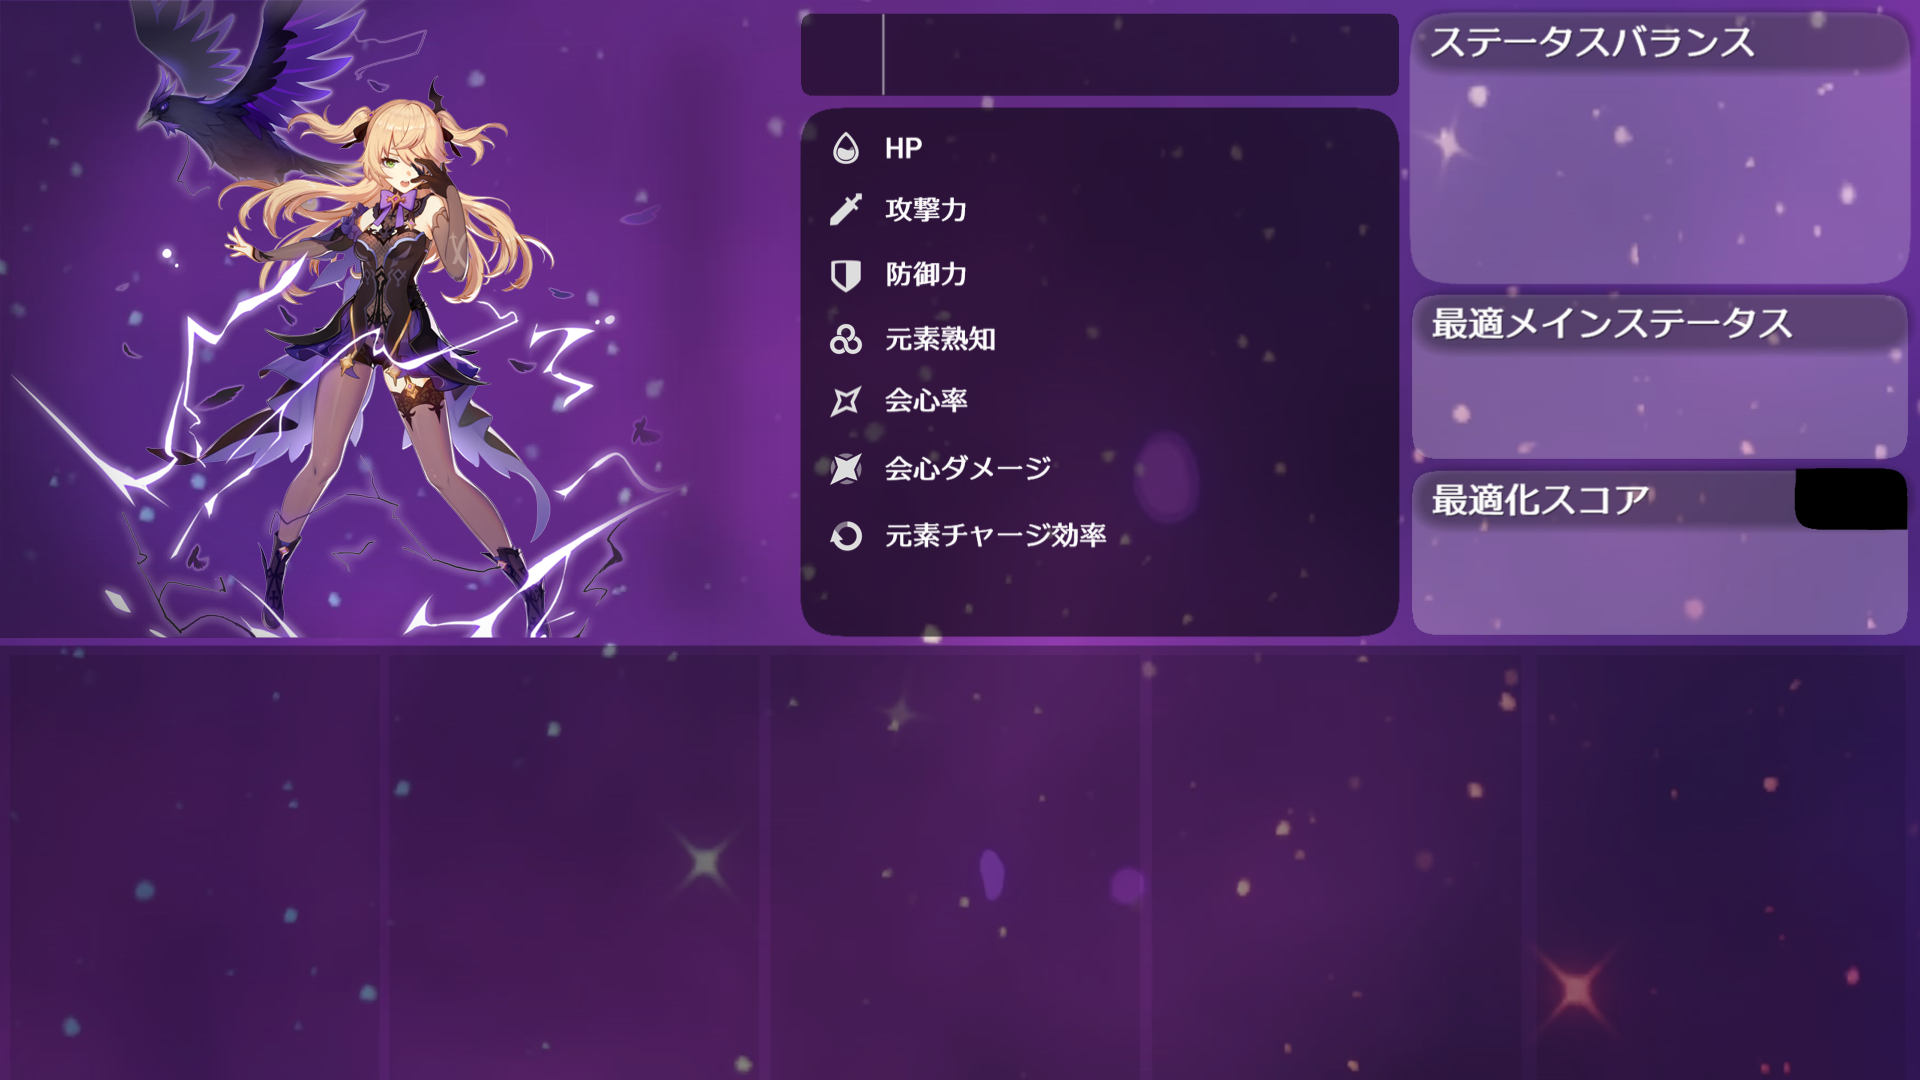 HP
攻撃力
防御力
元素熟知
会心率
会心ダメージ
元素チャージ効率
ステータスバランス
最適メインステータス
最適化スコア